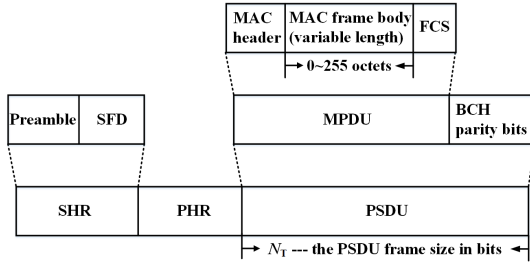 MAC header
MAC frame body (variable length)
FCS
0~255 octets
Preamble
SFD
MPDU
BCH parity bits
SHR
PHR
PSDU
N_T --- the PSDU frame size in bits